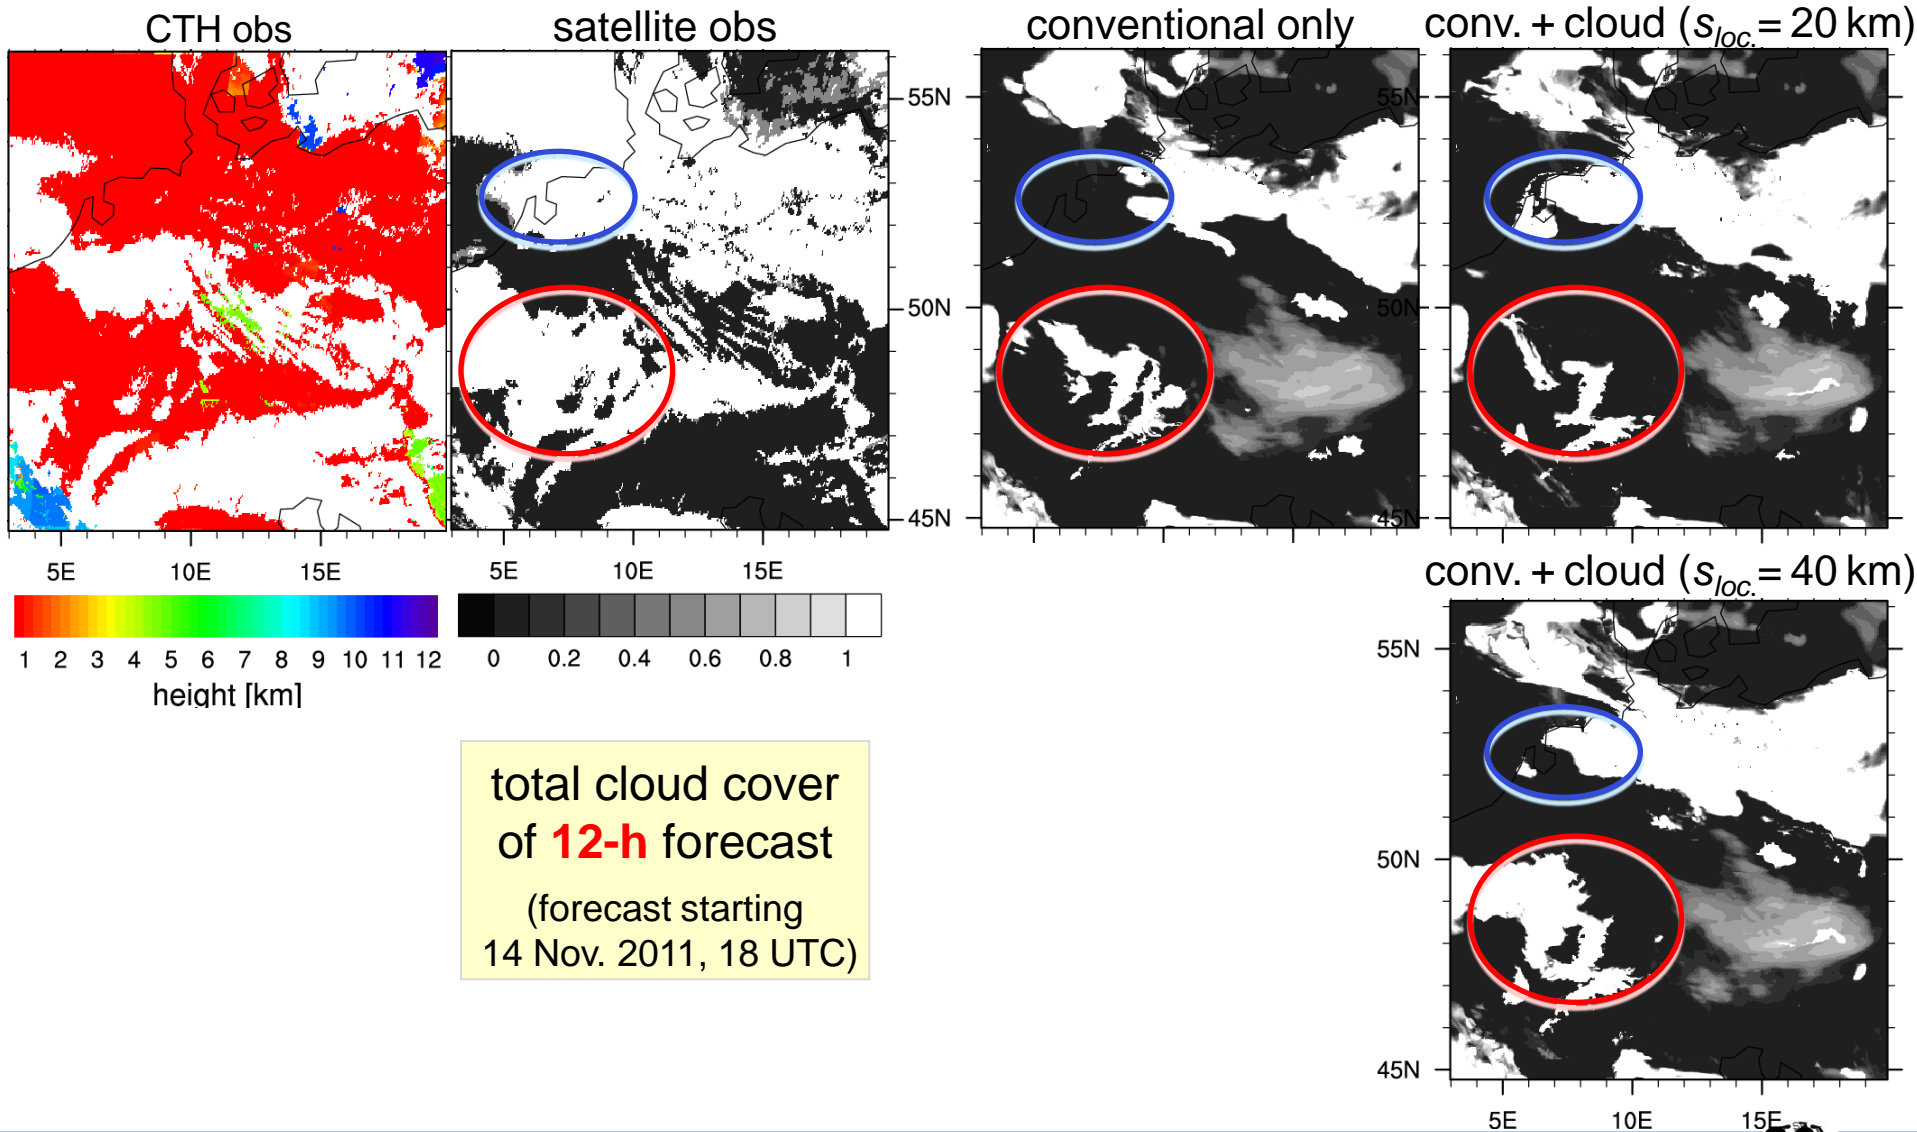 CTH obs
satellite obs
conventional only
conv. + cloud (s_loc. = 20 km)
55N
50N
45N
55N
50N
45N
5E 10E 15E
5E 10E 15E
1 2 3 4 5 6 7 8 9 10 11 12
height [km]
0 0.2 0.4 0.6 0.8 1
conv. + cloud (s_loc. = 40 km)
55N
50N
45N
5E 10E 15E
total cloud cover
of 12-h forecast
(forecast starting
14 Nov. 2011, 18 UTC)